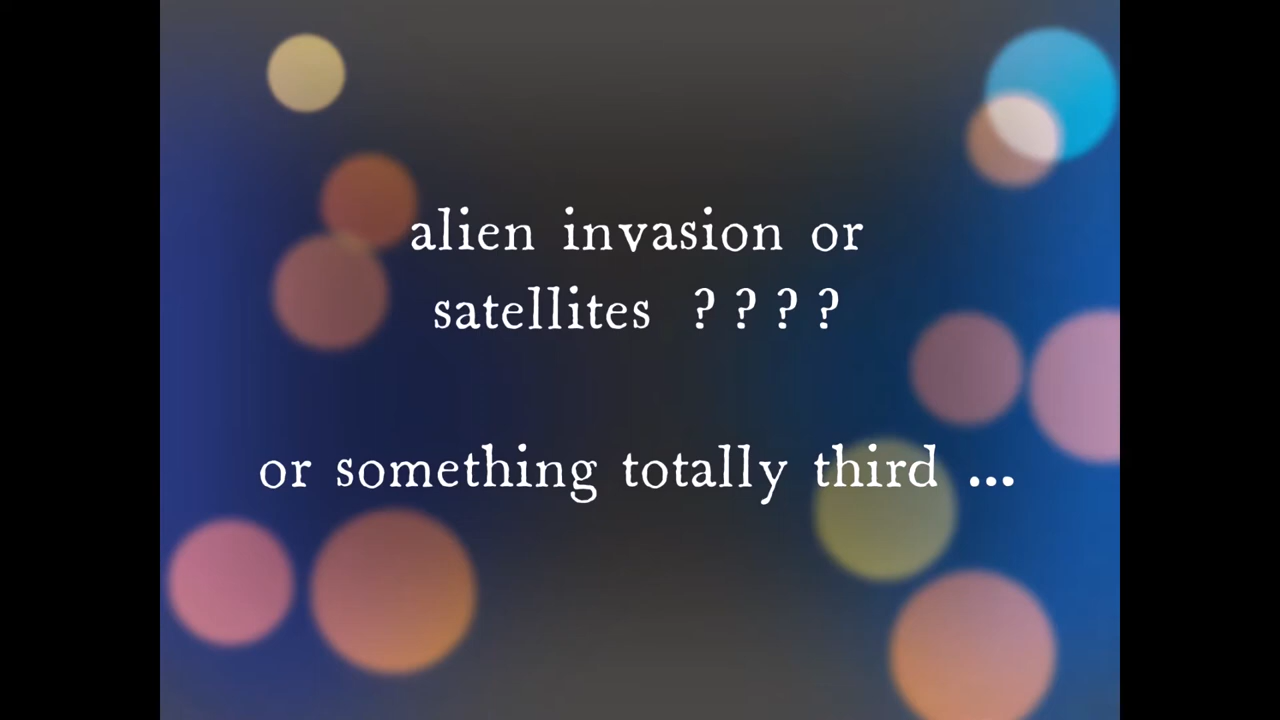 alien invasion or
satellites ????
or something totally third ...